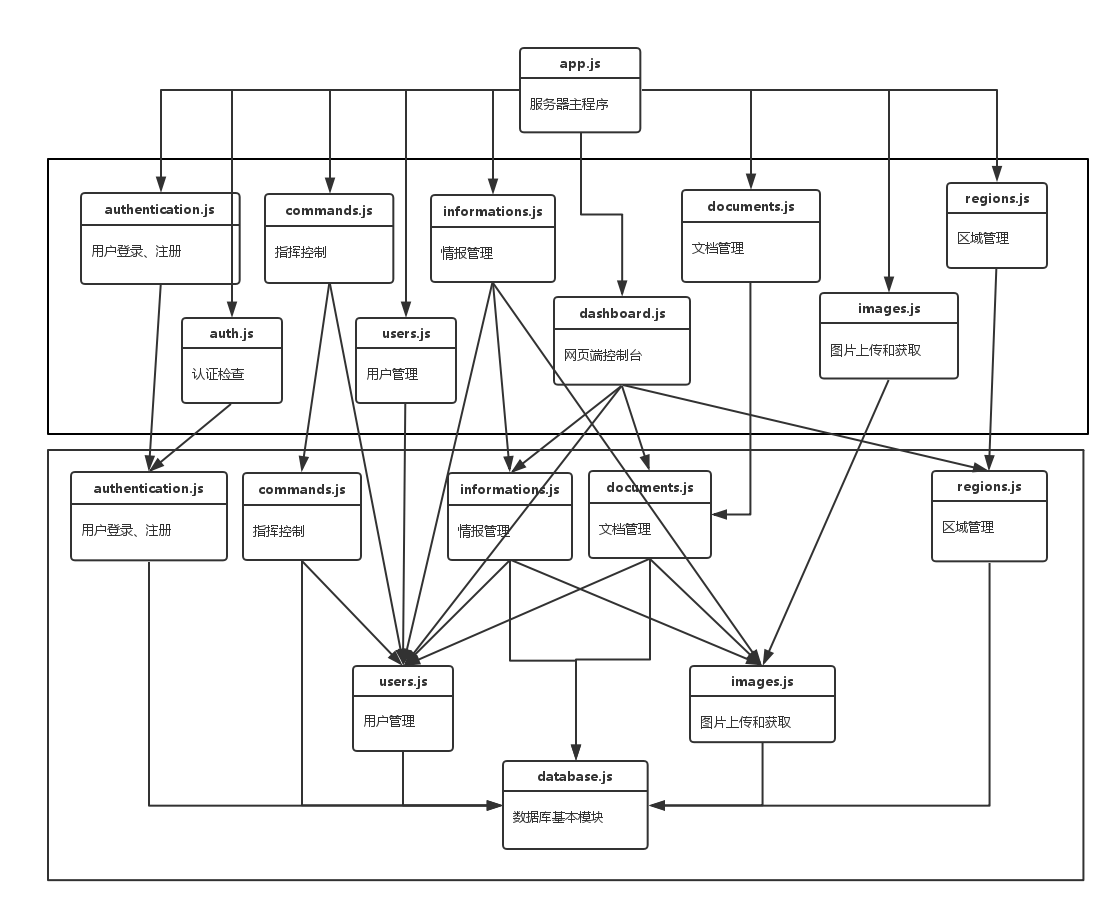 app.js
服务器主程序
authentication.js
用户登录、注册
commands.js
指挥控制
informations.js
情报管理
documents.js
文档管理
regions.js
区域管理
auth.js
认证检查
users.js
用户管理
dashboard.js
网页端控制台
images.js
图片上传和获取
authentication.js
用户登录、注册
commands.js
指挥控制
informations.js
情报管理
documents.js
文档管理
regions.js
区域管理
users.js
用户管理
images.js
图片上传和获取
database.js
数据库基本模块